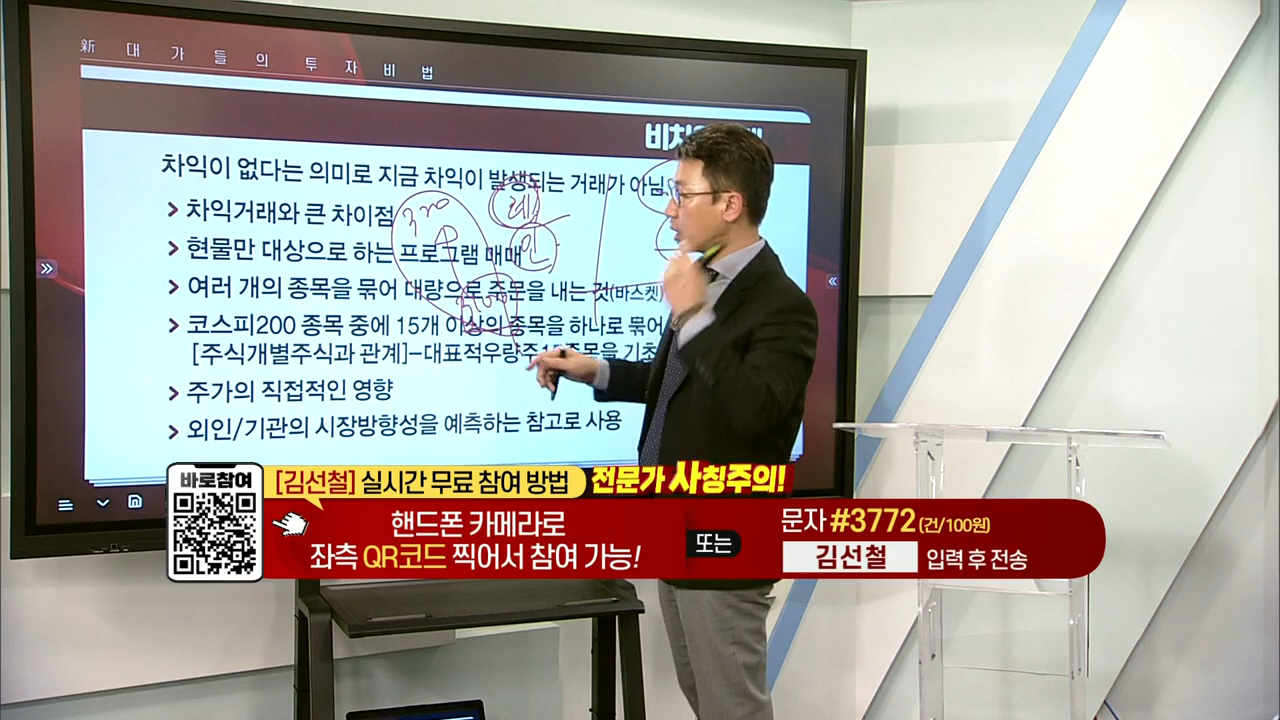 新 대 가 들 의 투 자 비 법
차익이 없다는 의미로 지금 차익이 발생되는 거래가 아님
차익거래와 큰 차이점
현물만 대상으로 하는 프로그램 매매
여러 개의 종목을 묶어 대량으로 주문을 내는 것(바스켓)
코스피200 종목 중에 15개 이상의 종목을 하나로 묶어
[주식개별주식과 관계]-대표적우량주15종목을 기초
주가의 직접적인 영향
외인/기관의 시장방향성을 예측하는 참고로 사용
바로참여
[김선철] 실시간 무료 참여 방법 전문가 사칭주의!
핸드폰 카메라로
좌측 QR코드 찍어서 참여 가능!
또는
문자 #3772 (건/100원)
김선철 입력 후 전송